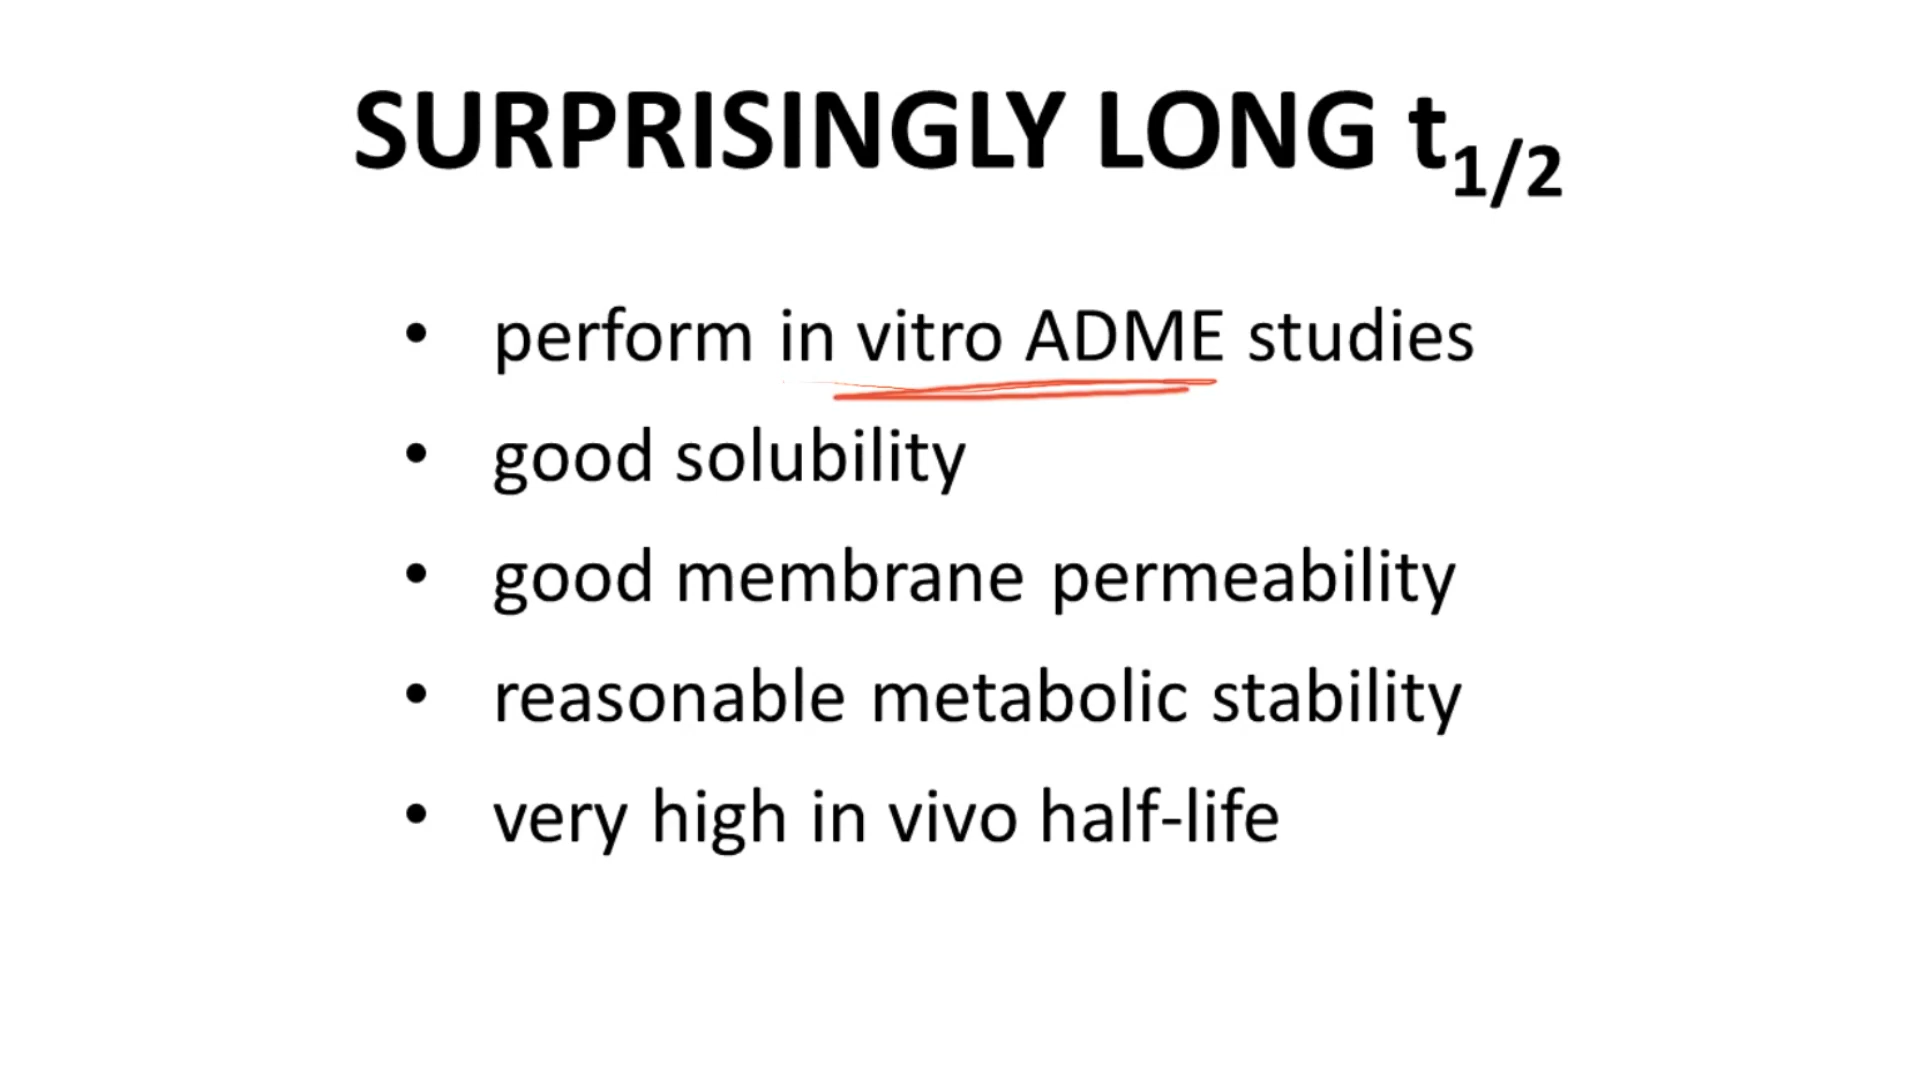 SURPRISINGLY LONG t1/2
• perform in vitro ADME studies
• good solubility
• good membrane permeability
• reasonable metabolic stability
• very high in vivo half-life